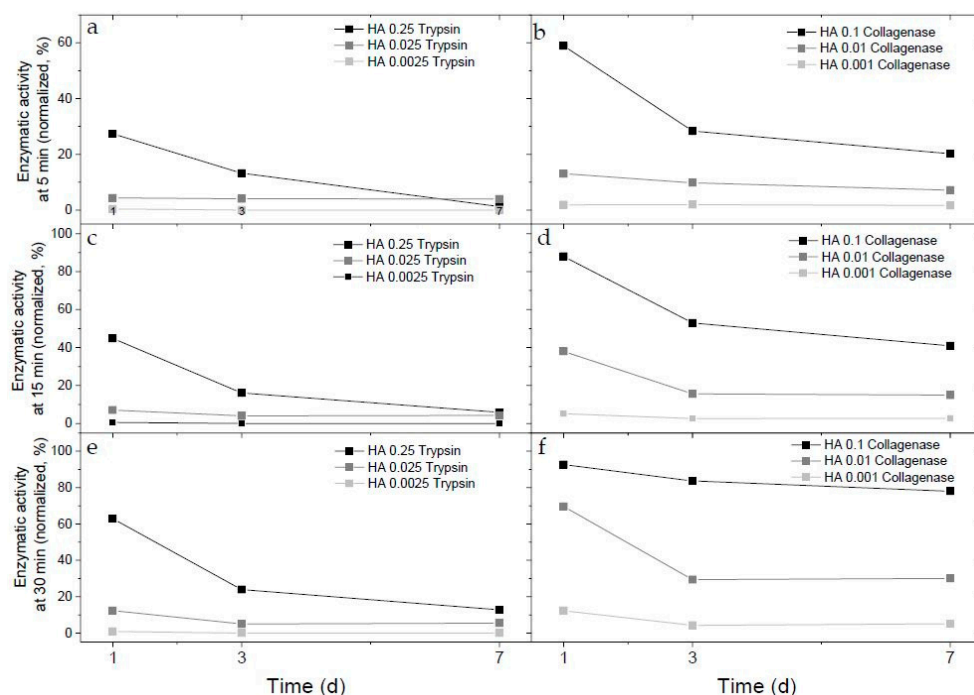 a
HA 0.25 Trypsin
HA 0.025 Trypsin
HA 0.0025 Trypsin
Enzymatic activity
at 5 min (normalized, %)
60
40
20
0
1
3
7
b
HA 0.1 Collagenase
HA 0.01 Collagenase
HA 0.001 Collagenase
c
HA 0.25 Trypsin
HA 0.025 Trypsin
HA 0.0025 Trypsin
Enzymatic activity
at 15 min (normalized, %)
100
80
60
40
20
0
d
HA 0.1 Collagenase
HA 0.01 Collagenase
HA 0.001 Collagenase
e
HA 0.25 Trypsin
HA 0.025 Trypsin
HA 0.0025 Trypsin
Enzymatic activity
at 30 min (normalized, %)
100
80
60
40
20
0
1
3
7
Time (d)
f
HA 0.1 Collagenase
HA 0.01 Collagenase
HA 0.001 Collagenase
1
3
7
Time (d)